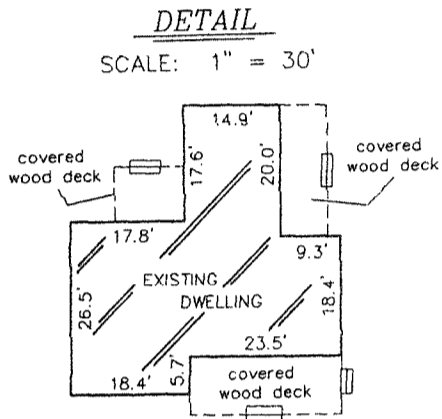 DETAIL
SCALE: 1" = 30'
14.9'
covered
wood deck
17.6'
20.0'
covered
wood deck
17.8'
9.3'
26.5'
EXISTING
DWELLING
18.4'
23.5'
18.4'
5.7'
covered
wood deck